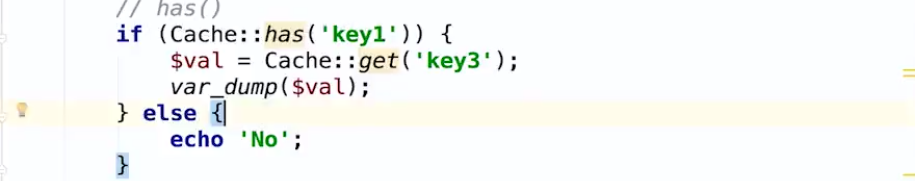 // has()
if (Cache::has('key1')) {
    $val = Cache::get('key3');
    var_dump($val);
} else {
    echo 'No';
}